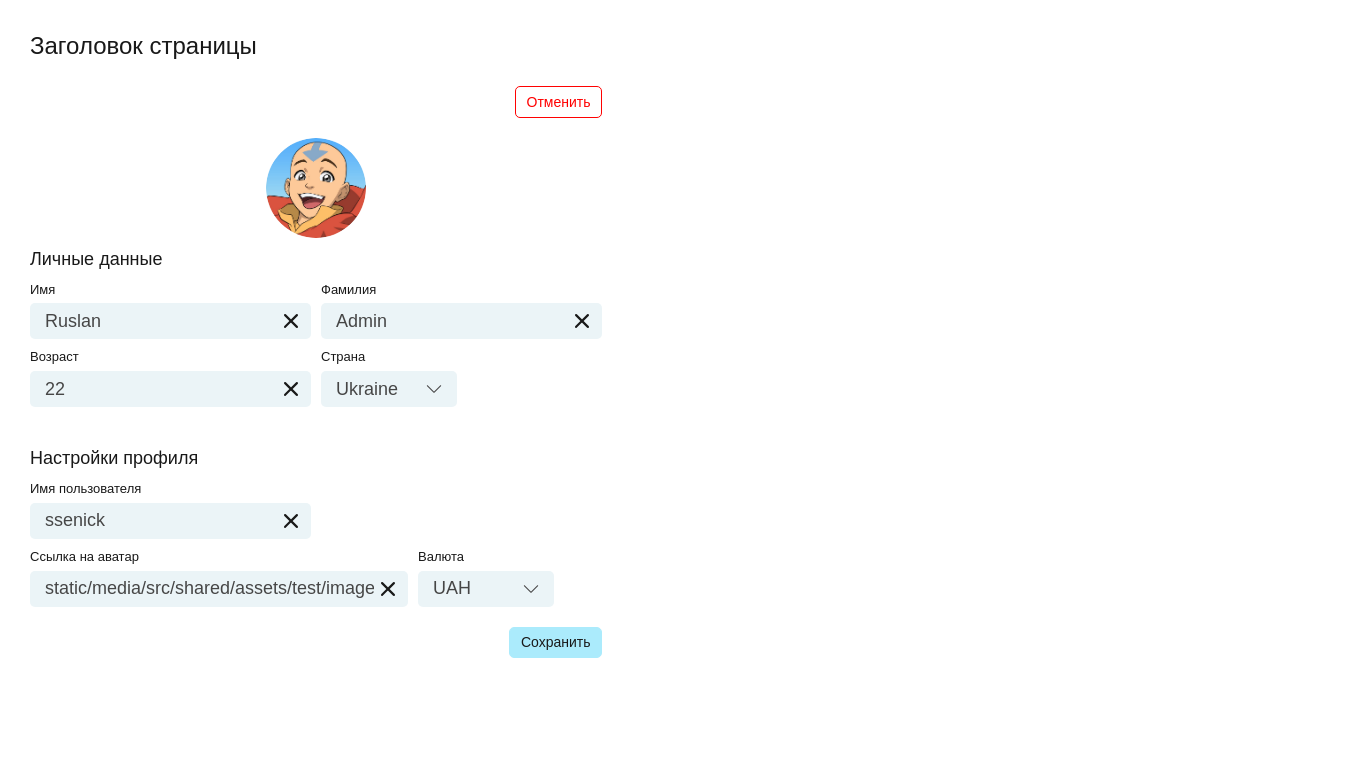 Заголовок страницы
Отменить
Личные данные
Имя Фамилия
Ruslan Admin
Возраст Страна
22 Ukraine
Настройки профиля
Имя пользователя
ssenick
Ссылка на аватар Валюта
static/media/src/shared/assets/test/image UAH
Сохранить